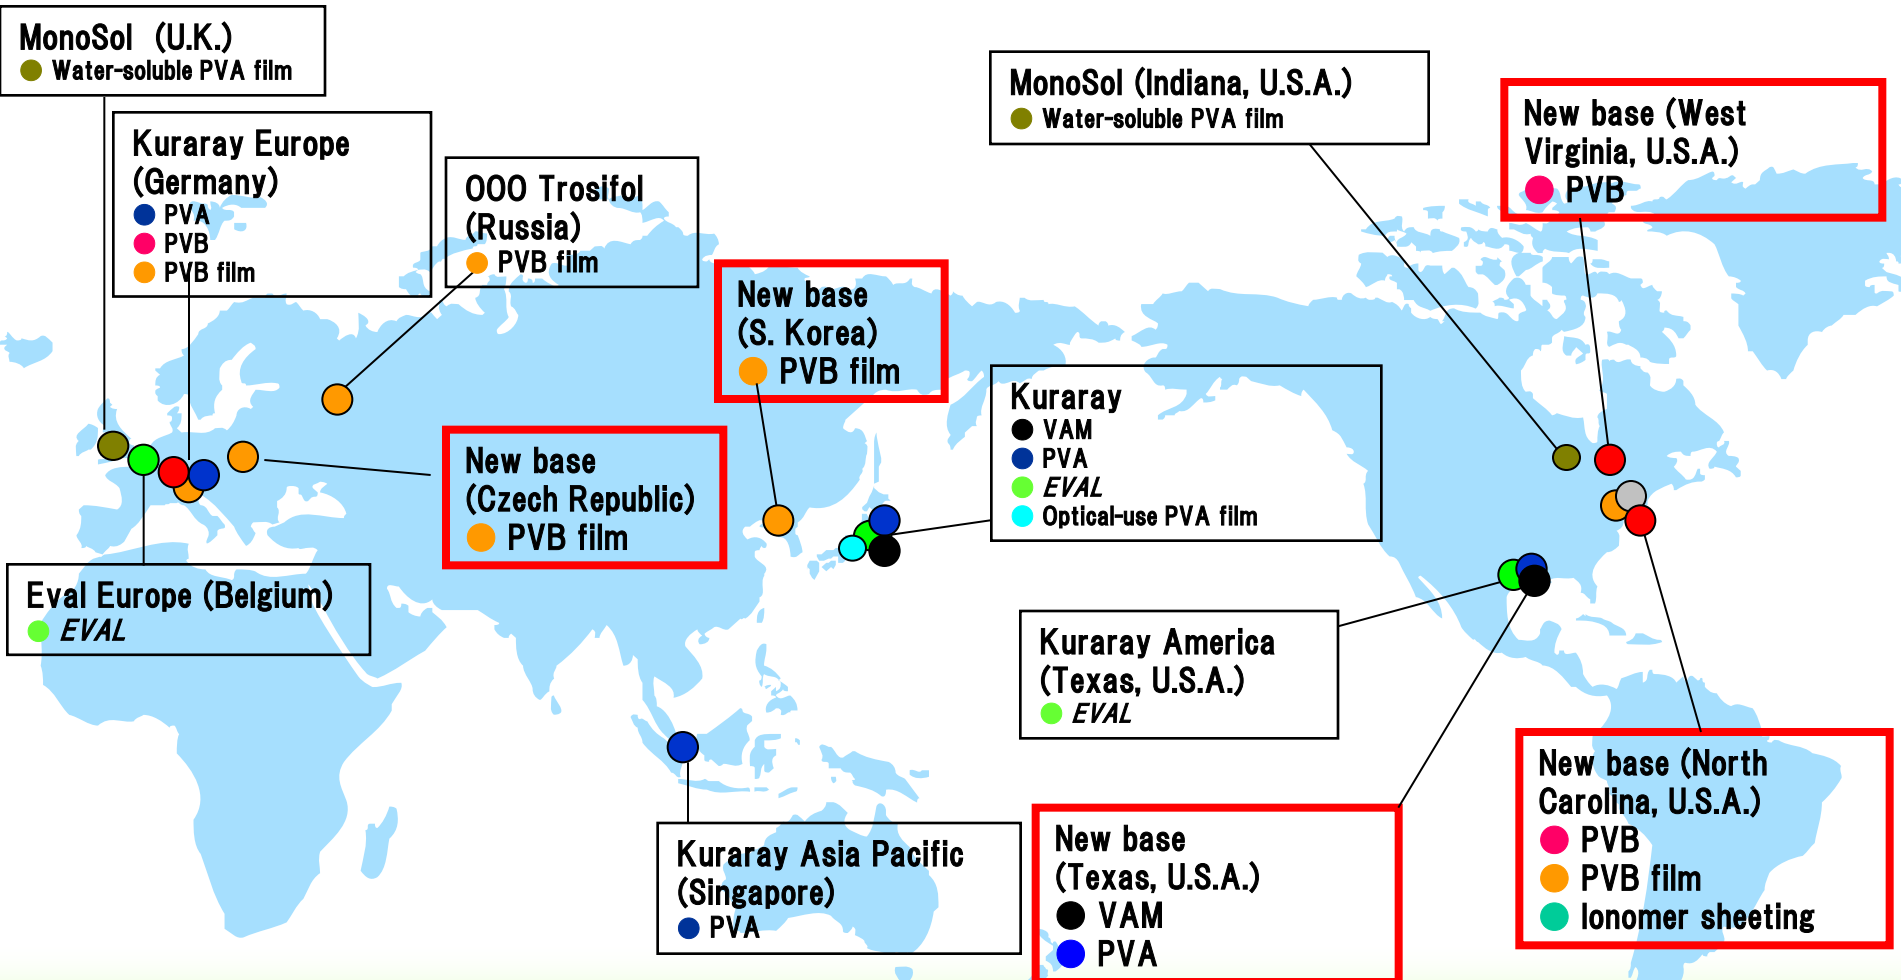 MonoSol (U.K.)
Water-soluble PVA film
Kuraray Europe
(Germany)
PVA
PVB
PVB film
OOO Trosifol
(Russia)
PVB film
New base
(S. Korea)
PVB film
New base
(Czech Republic)
PVB film
Eval Europe (Belgium)
EVAL
MonoSol (Indiana, U.S.A.)
Water-soluble PVA film
New base (West
Virginia, U.S.A.)
PVB
Kuraray
VAM
PVA
EVAL
Optical-use PVA film
Kuraray America
(Texas, U.S.A.)
EVAL
Kuraray Asia Pacific
(Singapore)
PVA
New base
(Texas, U.S.A.)
VAM
PVA
New base (North
Carolina, U.S.A.)
PVB
PVB film
Ionomer sheeting